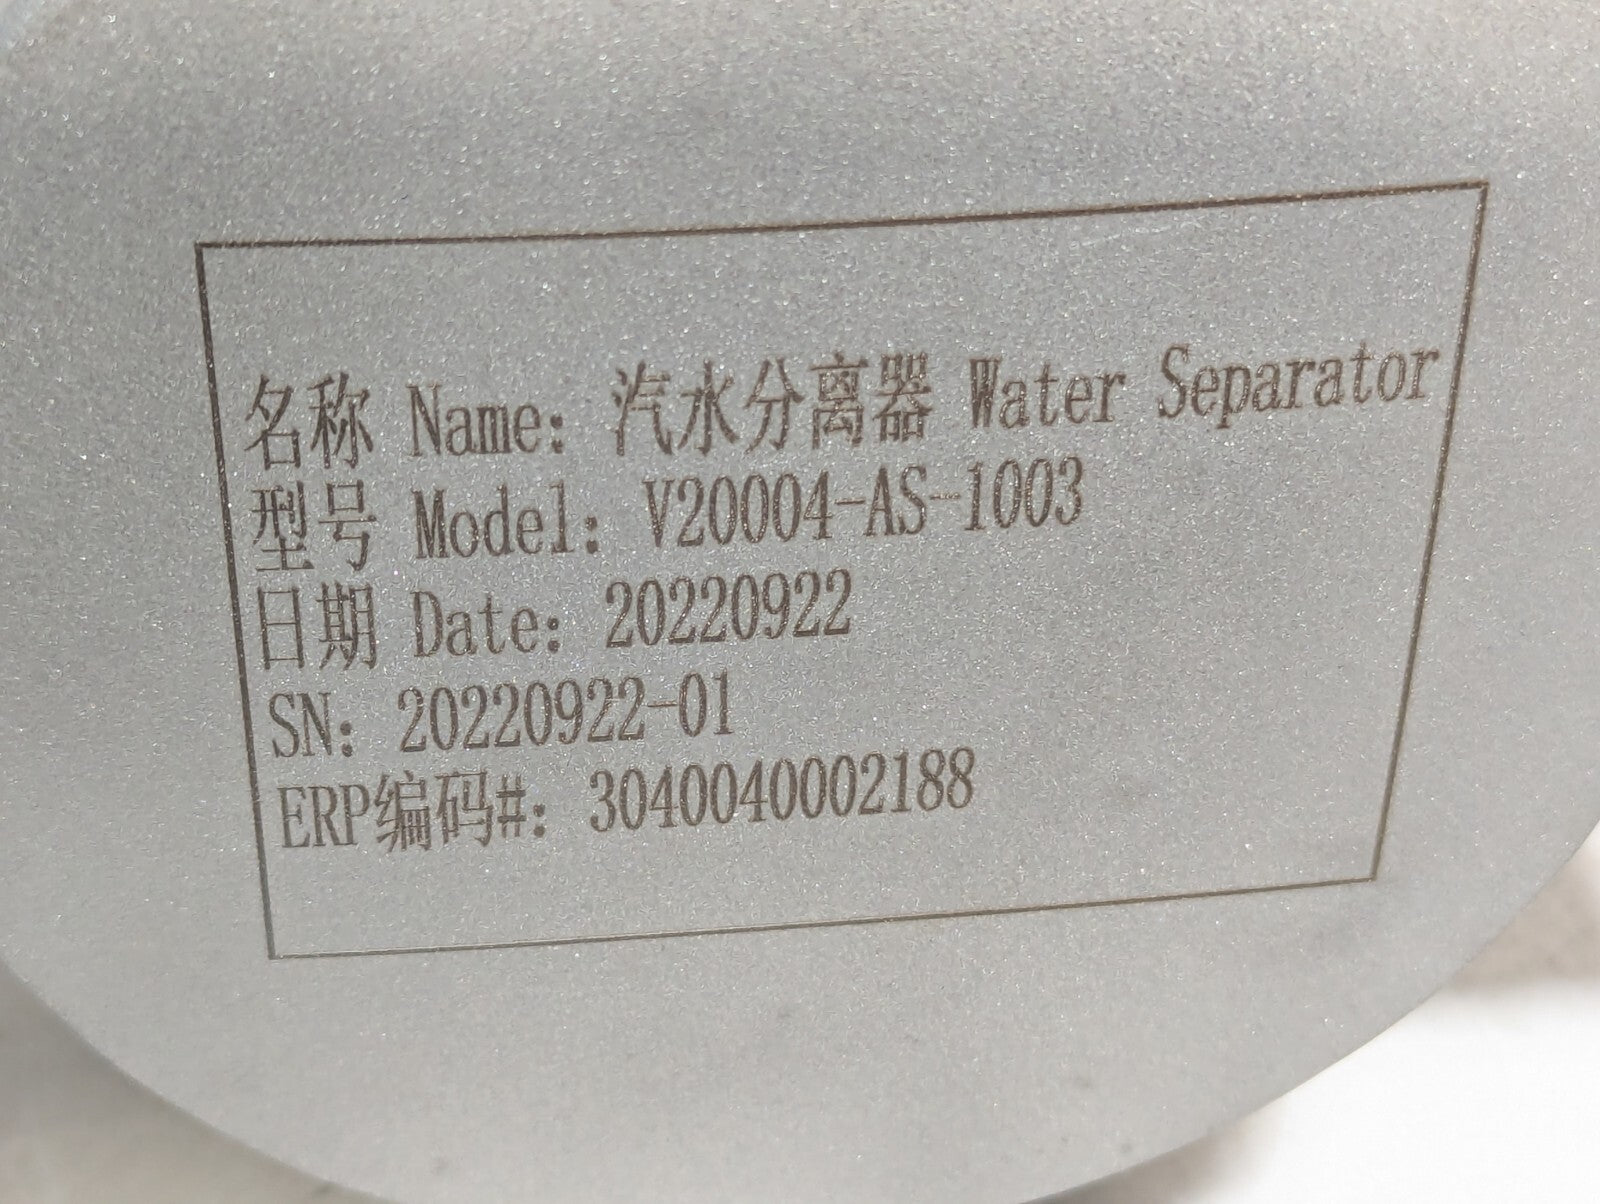 名称 Name: 汽水分离器 Water Separator
型号 Model: V20004-AS-1003
日期 Date: 20220922
SN: 20220922-01
ERP编码#: 3040040002188